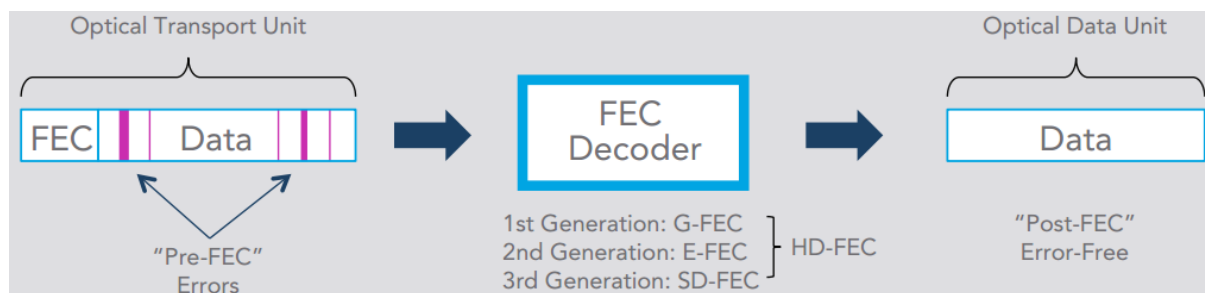 Optical Transport Unit
Optical Data Unit
FEC
Data
FEC
Decoder
Data
"Pre-FEC"
Errors
1st Generation: G-FEC
2nd Generation: E-FEC
3rd Generation: SD-FEC
HD-FEC
“Post-FEC”
Error-Free